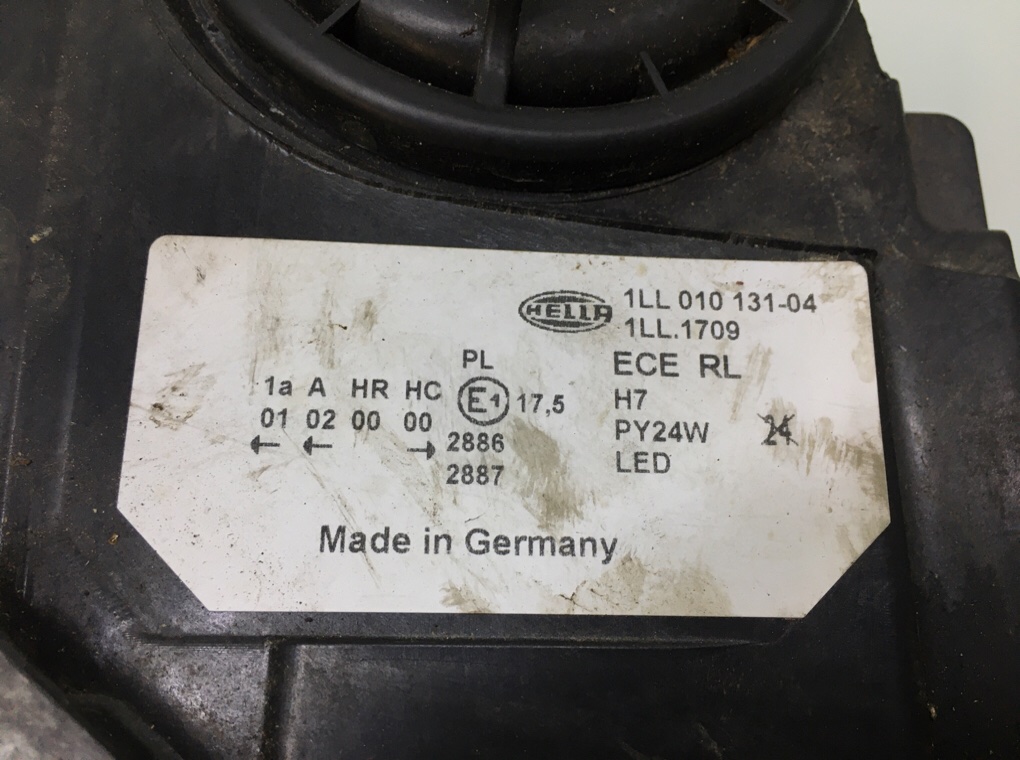 HELLA 1LL 010 131-04
1LL.1709
PL ECE RL
1a A HR HC E1 17,5 H7
01 02 00 00 PY24W 24
← ← → 2886 LED
2887
Made in Germany